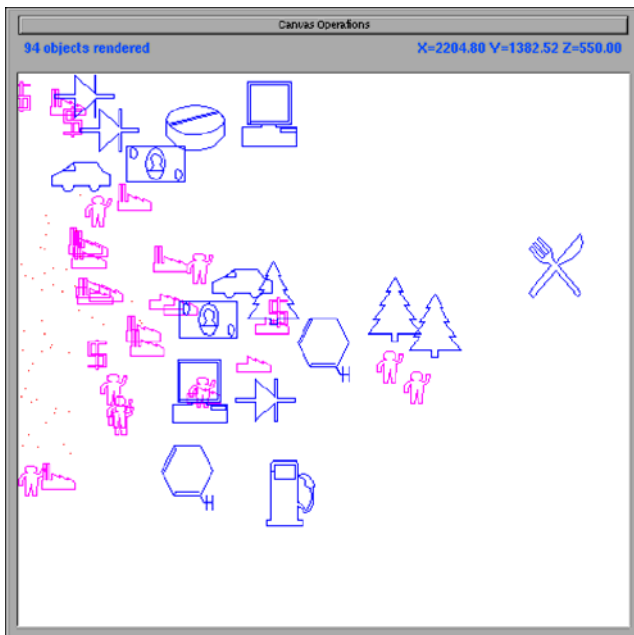 Canvas Operations
94 objects rendered X=2204.80 Y=1382.52 Z=550.00
H
H